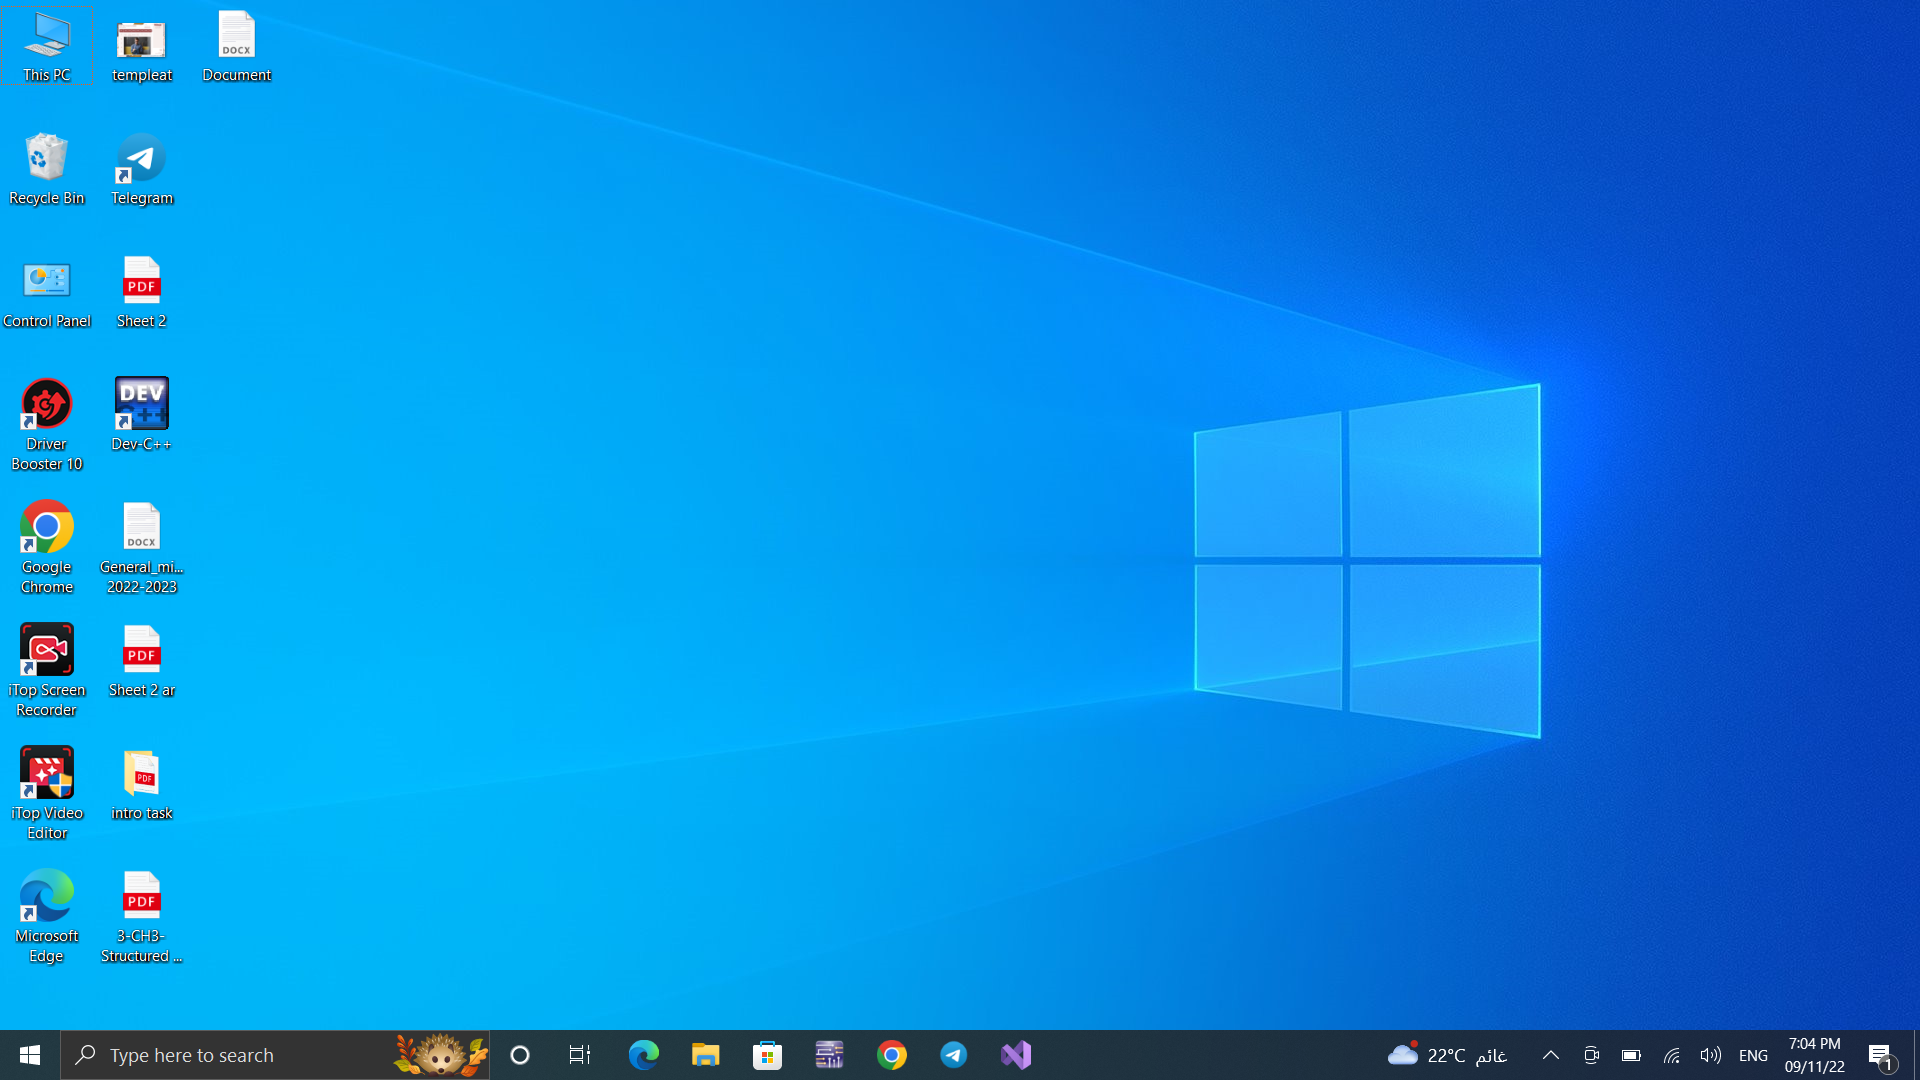 This PC
templeat
Document
DOCX
Recycle Bin
Telegram
Control Panel
PDF
Sheet 2
Driver
Booster 10
DEV
C++
Dev-C++
Google
Chrome
DOCX
General_mi...
2022-2023
iTop Screen
Recorder
PDF
Sheet 2 ar
iTop Video
Editor
PDF
intro task
Microsoft
Edge
PDF
3-CH3-
Structured ...
Type here to search
22°C غائم
ENG
7:04 PM
09/11/22
1